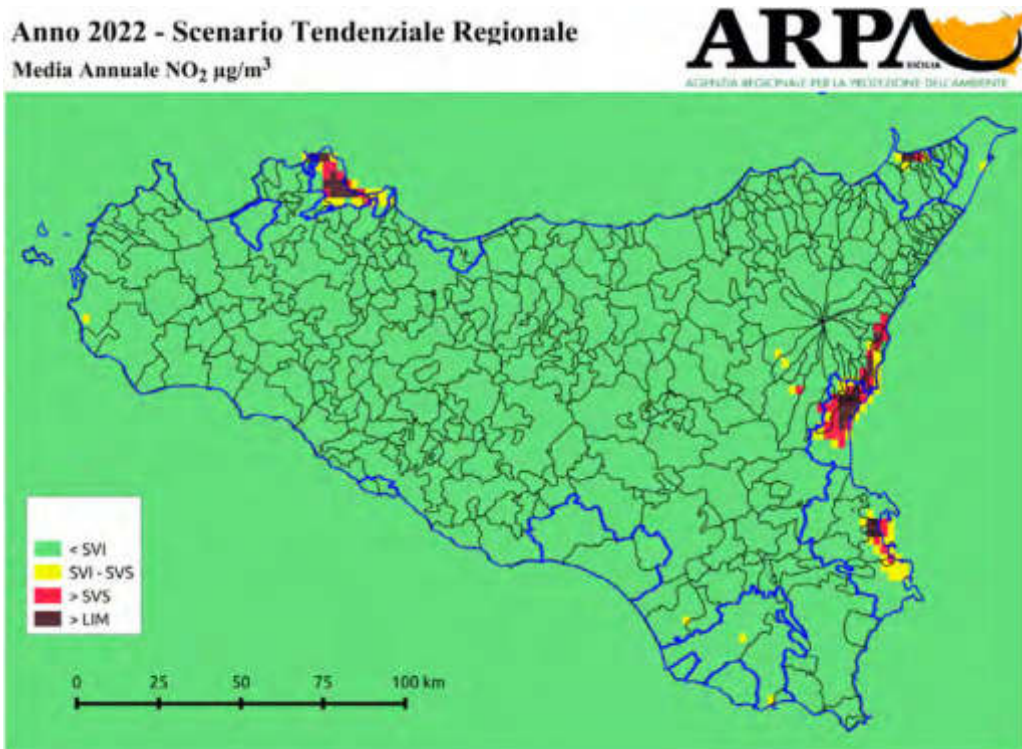 Anno 2022 - Scenario Tendenziale Regionale
Media Annuale NO₂ µg/m³
ARPA
SICILIA
AGENZIA REGIONALE PER LA PROTEZIONE DELL'AMBIENTE
< SVI
SVI - SVS
> SVS
> LIM
0 25 50 75 100 km